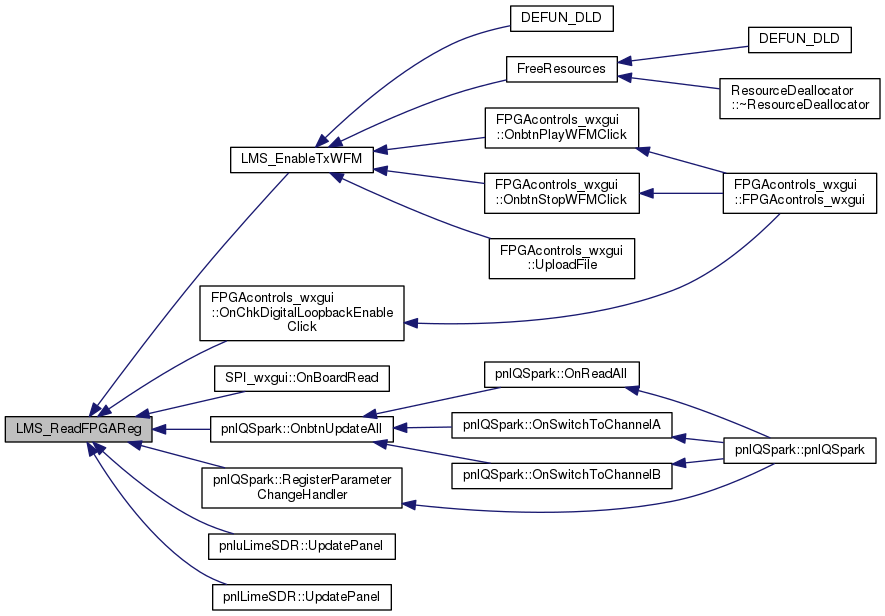 DEFUN_DLD
DEFUN_DLD
FreeResources
ResourceDeallocator
::~ResourceDeallocator
FPGAcontrols_wxgui
::OnbtnPlayWFMClick
LMS_EnableTxWFM
FPGAcontrols_wxgui
::OnbtnStopWFMClick
FPGAcontrols_wxgui
::FPGAcontrols_wxgui
FPGAcontrols_wxgui
::UploadFile
FPGAcontrols_wxgui
::OnChkDigitalLoopbackEnable
Click
SPI_wxgui::OnBoardRead
pnlQSpark::OnReadAll
LMS_ReadFPGAReg
pnlQSpark::OnbtnUpdateAll
pnlQSpark::OnSwitchToChannelA
pnlQSpark::pnlQSpark
pnlQSpark::OnSwitchToChannelB
pnlQSpark::RegisterParameter
ChangeHandler
pnluLimeSDR::UpdatePanel
pnlLimeSDR::UpdatePanel